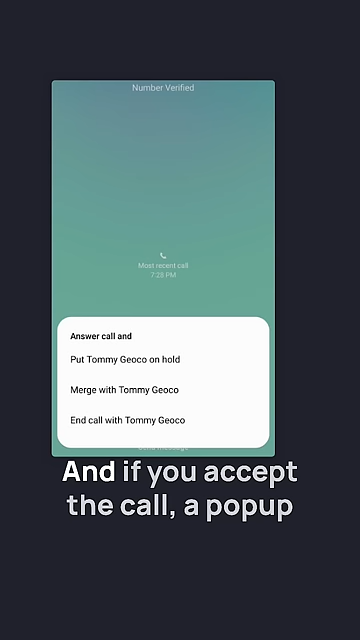 Number Verified
Most recent call
7:28 PM
Answer call and
Put Tommy Geoco on hold
Merge with Tommy Geoco
End call with Tommy Geoco
And if you accept
the call, a popup